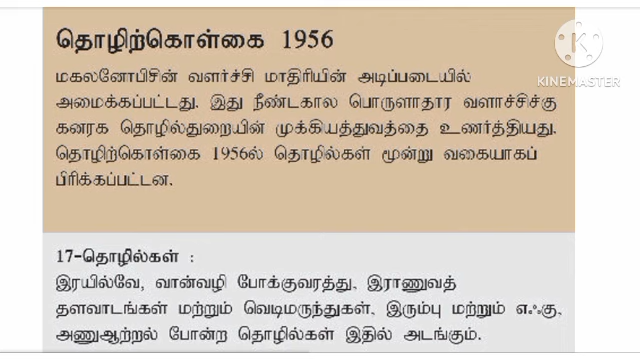 தொழிற்கொள்கை 1956
மகலனோபிசின் வளர்ச்சி மாதிரியின் அடிப்படையில்
அமைக்கப்பட்டது. இது நீண்டகால பொருளாதார வளாச்சிக்கு
கனரக தொழில்துறையின் முக்கியத்துவத்தை உணர்த்தியது.
தொழிற்கொள்கை 1956ல் தொழில்கள் மூன்று வகையாகப்
பிரிக்கப்பட்டன.
17-தொழில்கள் :
இரயில்வே, வான்வழி போக்குவரத்து, இராணுவத்
தளவாடங்கள் மற்றும் வெடிமருந்துகள், இரும்பு மற்றும் எஃகு,
அணுஆற்றல் போன்ற தொழில்கள் இதில் அடங்கும்.
KINEMASTER